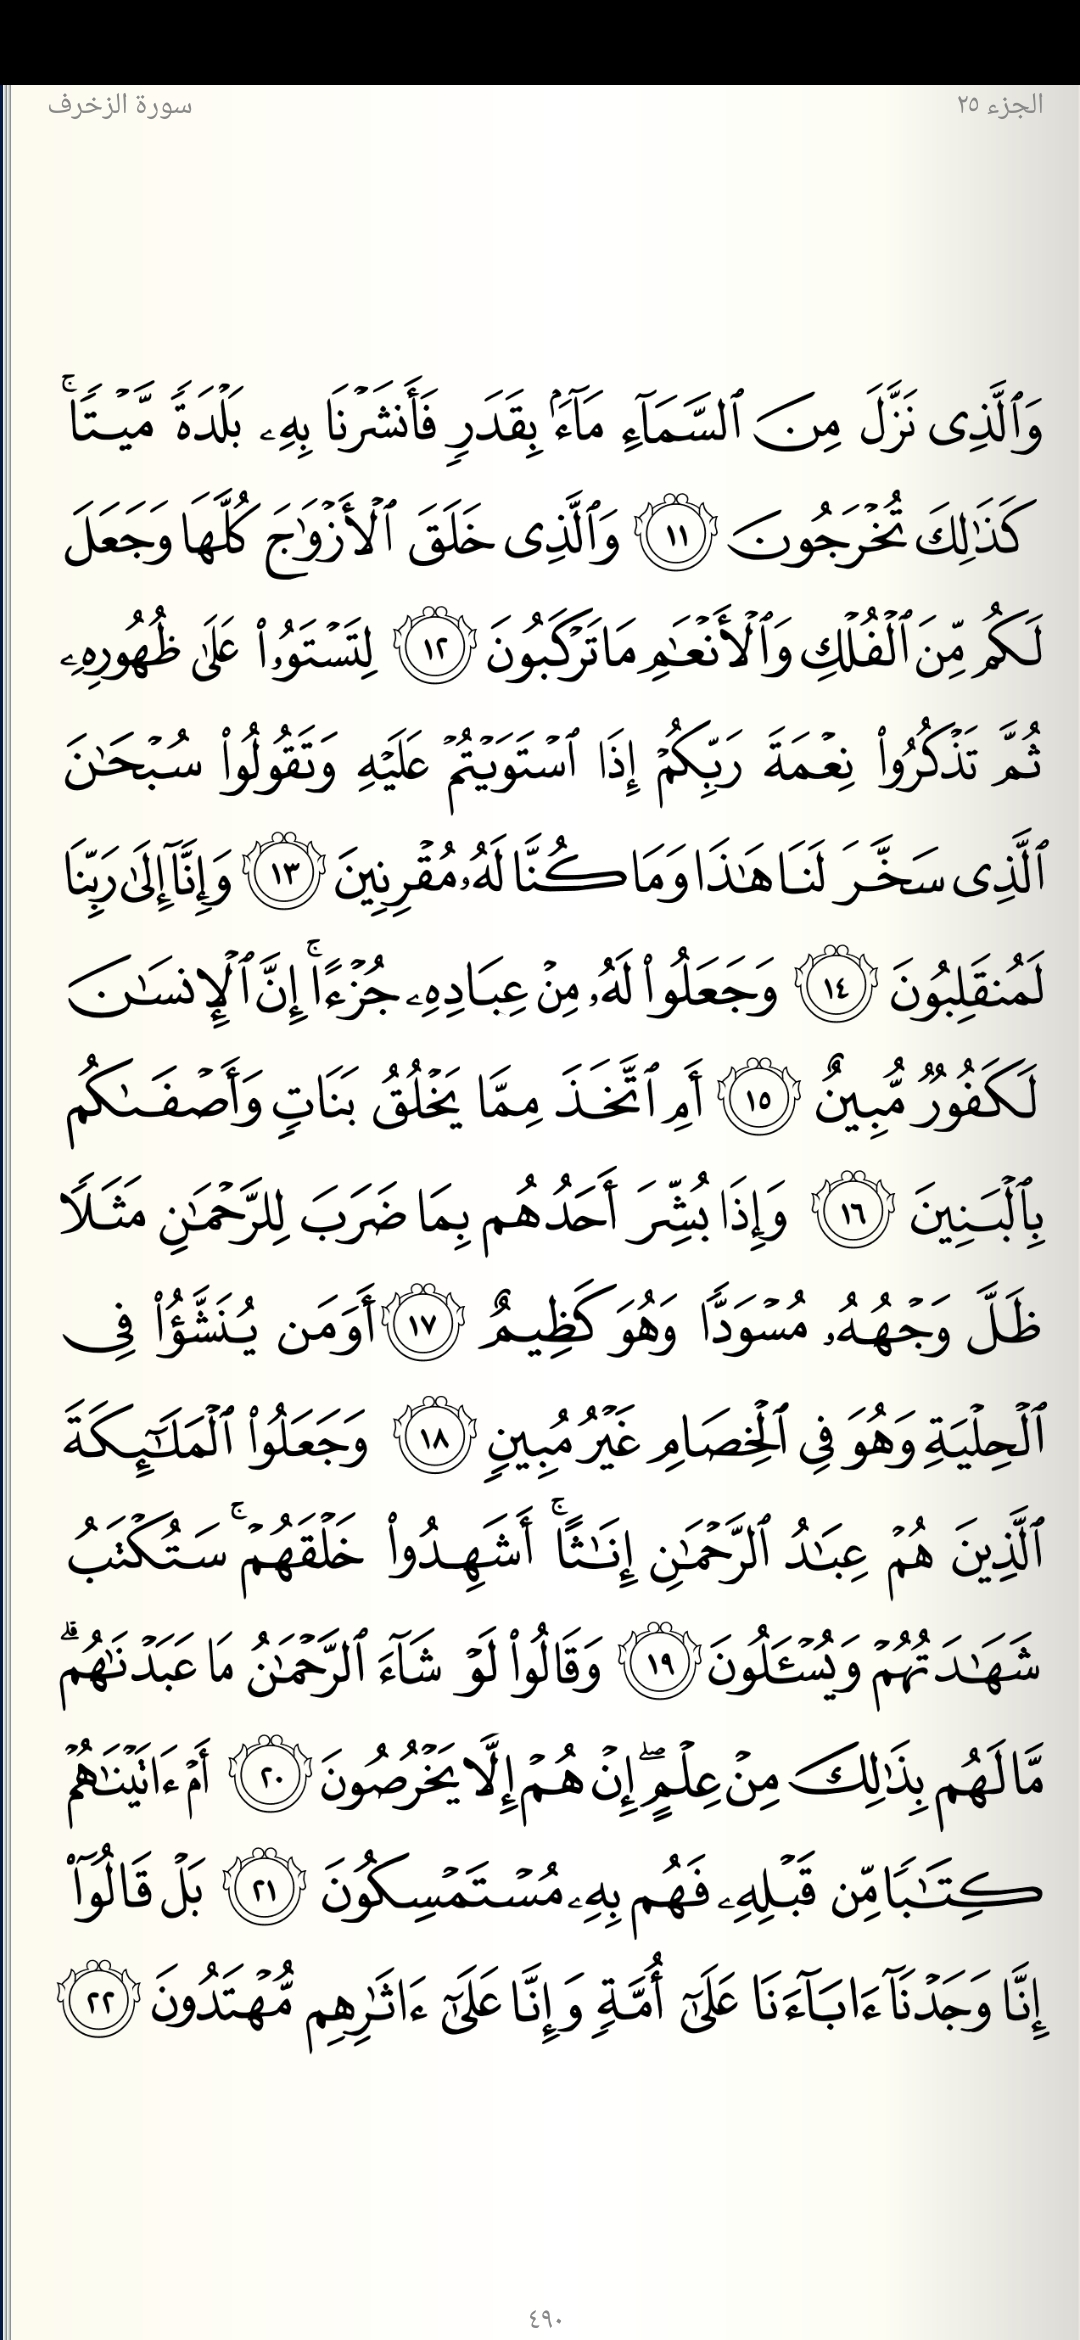 الجزء ٢٥
سورة الزخرف
وَٱلَّذِى نَزَّلَ مِنَ ٱلسَّمَآءِ مَآءَۢ بِقَدَرٍ فَأَنشَرْنَا بِهِۦ بَلْدَةً مَّيْتًا ۚ
كَذَٰلِكَ تُخْرَجُونَ ١١ وَٱلَّذِى خَلَقَ ٱلْأَزْوَٰجَ كُلَّهَا وَجَعَلَ
لَكُم مِّنَ ٱلْفُلْكِ وَٱلْأَنْعَـٰمِ مَا تَرْكَبُونَ ١٢ لِتَسْتَوُۥا۟ عَلَىٰ ظُهُورِهِۦ
ثُمَّ تَذْكُرُوا۟ نِعْمَةَ رَبِّكُمْ إِذَا ٱسْتَوَيْتُمْ عَلَيْهِ وَتَقُولُوا۟ سُبْحَـٰنَ
ٱلَّذِى سَخَّرَ لَنَا هَـٰذَا وَمَا كُنَّا لَهُۥ مُقْرِنِينَ ١٣ وَإِنَّآ إِلَىٰ رَبِّنَا
لَمُنقَلِبُونَ ١٤ وَجَعَلُوا۟ لَهُۥ مِنْ عِبَادِهِۦ جُزْءًا ۚ إِنَّ ٱلْإِنسَـٰنَ
لَكَفُورٌ مُّبِينٌ ١٥ أَمِ ٱتَّخَذَ مِمَّا يَخْلُقُ بَنَاتٍ وَأَصْفَىٰكُم
بِٱلْبَنِينَ ١٦ وَإِذَا بُشِّرَ أَحَدُهُم بِمَا ضَرَبَ لِلرَّحْمَـٰنِ مَثَلًا
ظَلَّ وَجْهُهُۥ مُسْوَدًّا وَهُوَ كَظِيمٌ ١٧ أَوَمَن يُنَشَّؤُا۟ فِى
ٱلْحِلْيَةِ وَهُوَ فِى ٱلْخِصَامِ غَيْرُ مُبِينٍ ١٨ وَجَعَلُوا۟ ٱلْمَلَـٰٓئِكَةَ
ٱلَّذِينَ هُمْ عِبَـٰدُ ٱلرَّحْمَـٰنِ إِنَـٰثًا ۚ أَشَهِدُوا۟ خَلْقَهُمْ ۚ سَتُكْتَبُ
شَهَـٰدَتُهُمْ وَيُسْـَٔلُونَ ١٩ وَقَالُوا۟ لَوْ شَآءَ ٱلرَّحْمَـٰنُ مَا عَبَدْنَـٰهُم ۗ
مَّا لَهُم بِذَٰلِكَ مِنْ عِلْمٍ ۖ إِنْ هُمْ إِلَّا يَخْرُصُونَ ٢٠ أَمْ ءَاتَيْنَـٰهُمْ
كِتَـٰبًا مِّن قَبْلِهِۦ فَهُم بِهِۦ مُسْتَمْسِكُونَ ٢١ بَلْ قَالُوٓا۟
إِنَّا وَجَدْنَآ ءَابَآءَنَا عَلَىٰٓ أُمَّةٍ وَإِنَّا عَلَىٰٓ ءَاثَـٰرِهِم مُّهْتَدُونَ ٢٢
٤٩٠